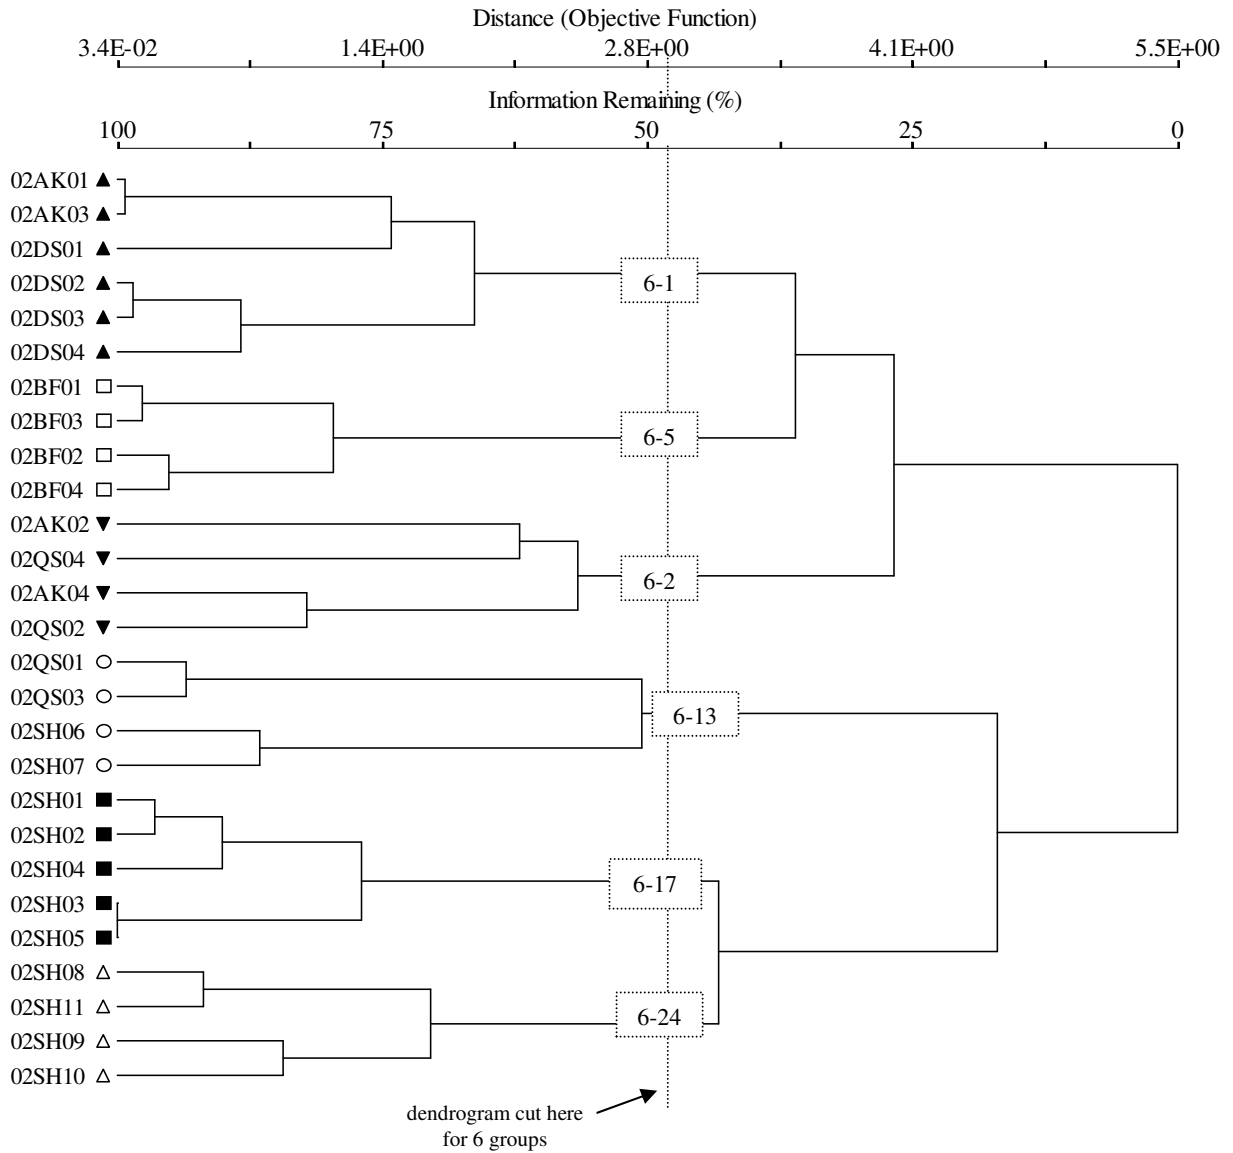 Distance (Objective Function)
3.4E-02 1.4E+00 2.8E+00 4.1E+00 5.5E+00
Information Remaining (%)
100 75 50 25 0
02AK01
02AK03
02DS01
02DS02
6-1
02DS03
02DS04
02BF01
02BF03
6-5
02BF02
02BF04
02AK02
02QS04
6-2
02AK04
02QS02
02QS01
02QS03
6-13
02SH06
02SH07
02SH01
02SH02
02SH04
6-17
02SH03
02SH05
02SH08
02SH11
6-24
02SH09
02SH10
dendrogram cut here
for 6 groups